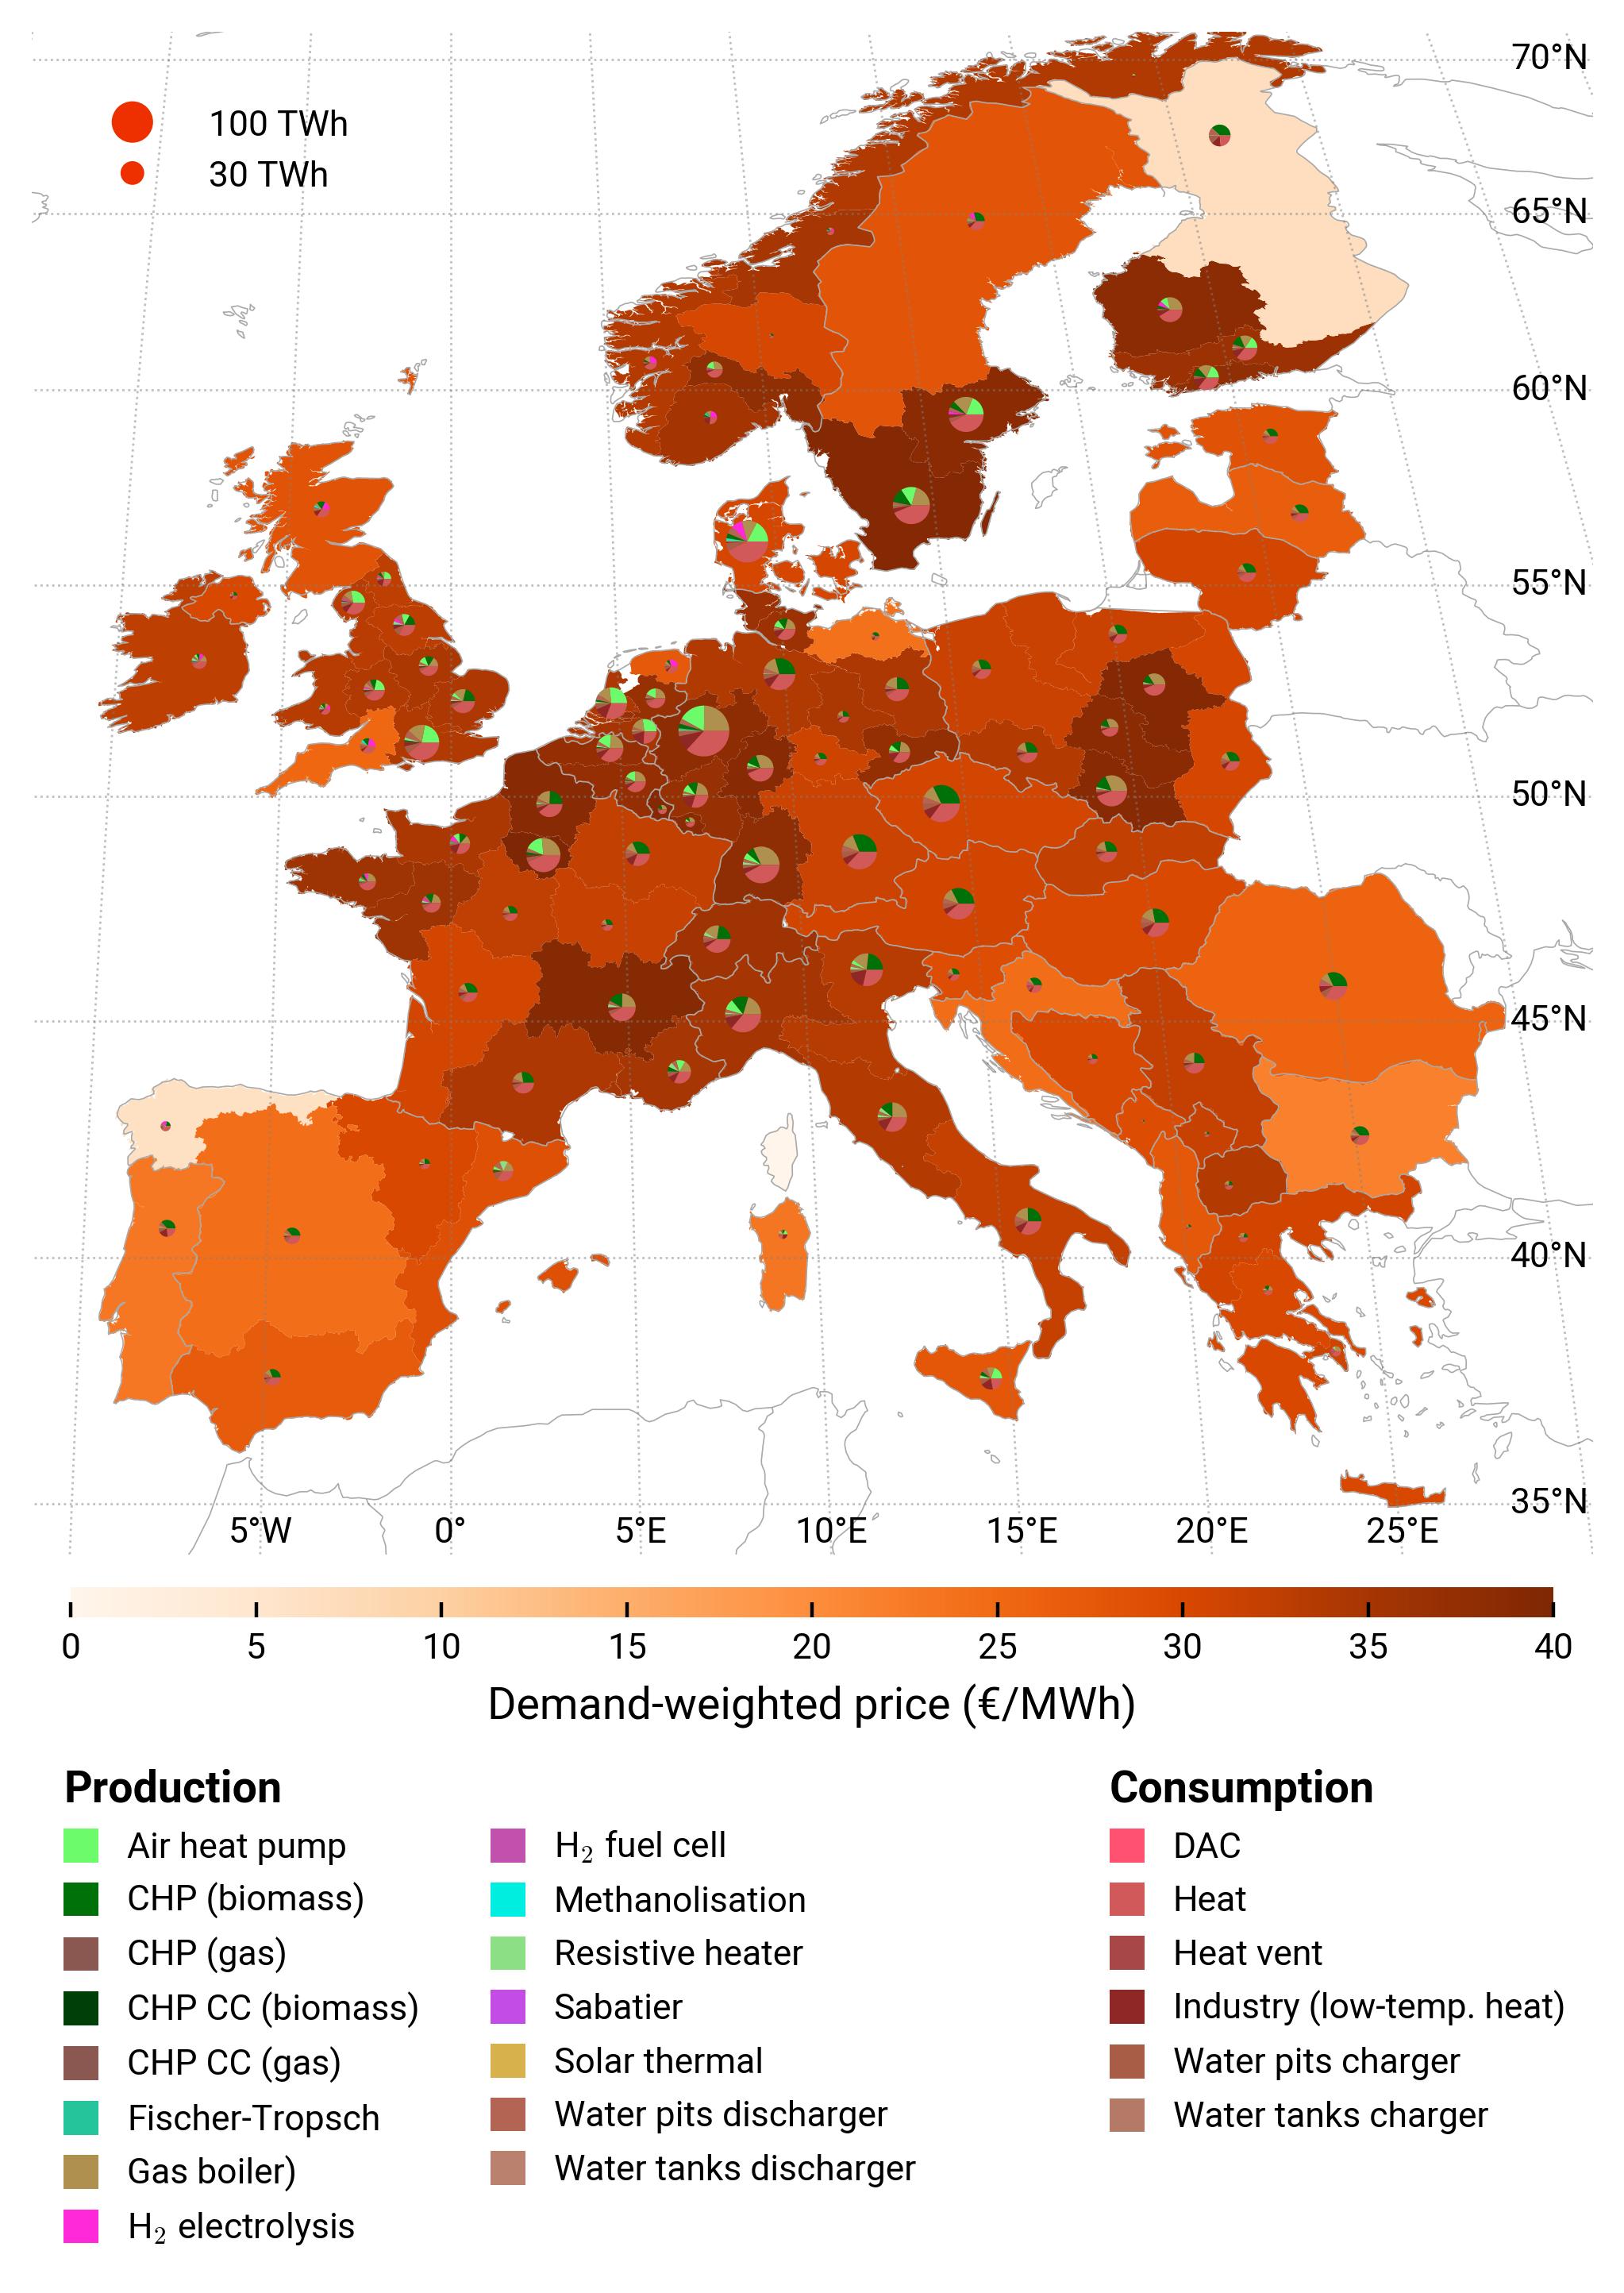 70°N
100 TWh
30 TWh
65°N
60°N
55°N
50°N
45°N
40°N
35°N
5°W 0° 5°E 10°E 15°E 20°E 25°E
0 5 10 15 20 25 30 35 40
Demand-weighted price (€/MWh)
Production
Air heat pump
CHP (biomass)
CHP (gas)
CHP CC (biomass)
CHP CC (gas)
Fischer-Tropsch
Gas boiler)
H₂ electrolysis
H₂ fuel cell
Methanolisation
Resistive heater
Sabatier
Solar thermal
Water pits discharger
Water tanks discharger
Consumption
DAC
Heat
Heat vent
Industry (low-temp. heat)
Water pits charger
Water tanks charger